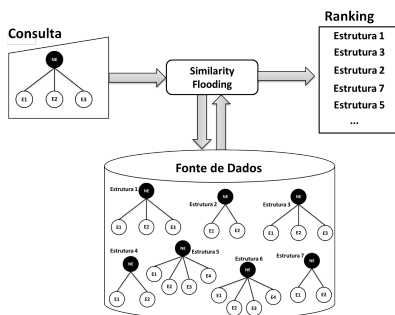 Consulta
NE
E1 E2 E3
Similarity
Flooding
Ranking
Estrutura 1
Estrutura 3
Estrutura 2
Estrutura 7
Estrutura 5
...
Fonte de Dados
Estrutura 1
NE
E1 E2 E3
Estrutura 2
NE
E1 E2
Estrutura 3
NE
E1 E2 E3
Estrutura 4
NE
E1 E2
Estrutura 5
NE
E1 E2 E3 E4
Estrutura 6
NE
E1 E2 E3 E4
Estrutura 7
NE
E1 E2